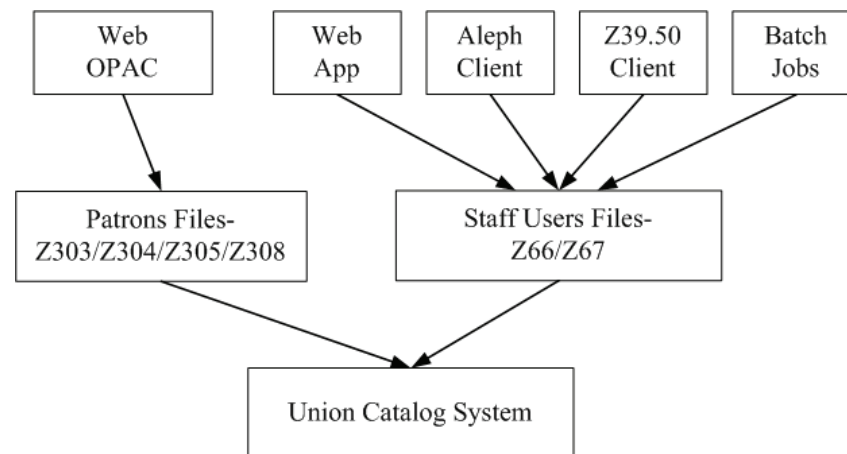 Web
OPAC
Web
App
Aleph
Client
Z39.50
Client
Batch
Jobs
Patrons Files-
Z303/Z304/Z305/Z308
Staff Users Files-
Z66/Z67
Union Catalog System